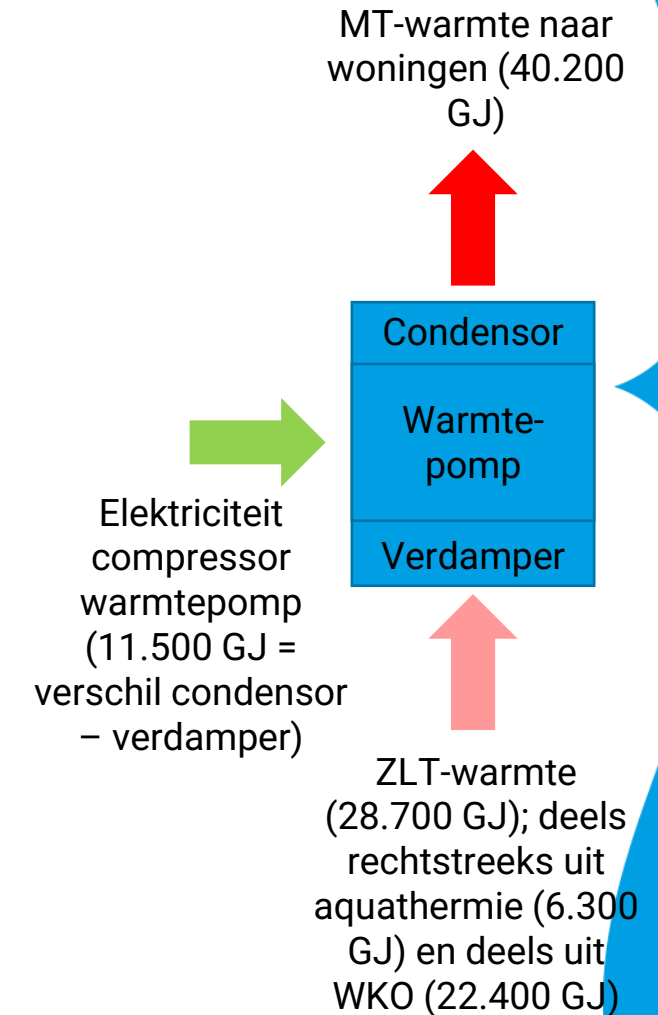 MT-warmte naar
woningen (40.200
GJ)
Condensor
Warmte-
pomp
Verdamper
Elektriciteit
compressor
warmtepomp
(11.500 GJ =
verschil condensor
– verdamper)
ZLT-warmte
(28.700 GJ); deels
rechtstreeks uit
aquathermie (6.300
GJ) en deels uit
WKO (22.400 GJ)